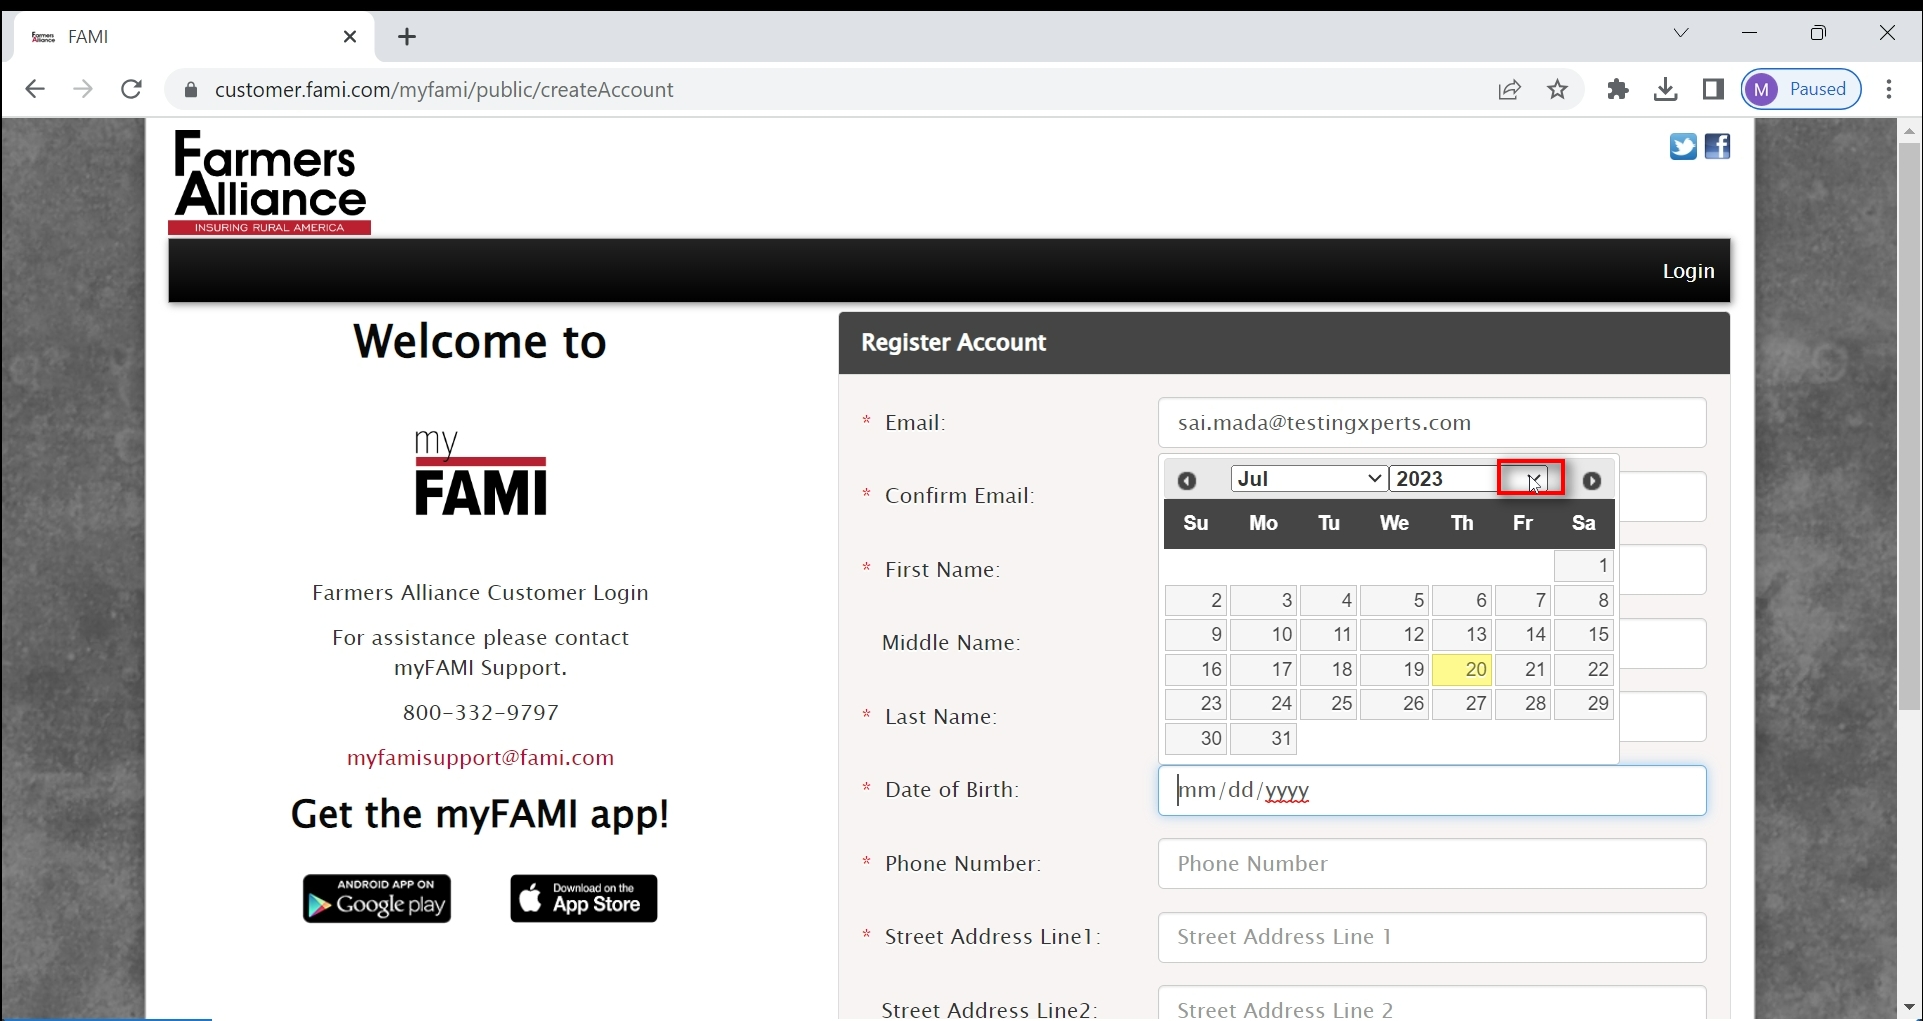 FAMI
customer.fami.com/myfami/public/createAccount
M Paused
Farmers
Alliance
INSURING RURAL AMERICA
Login
Welcome to
my
FAMI
Farmers Alliance Customer Login
For assistance please contact
myFAMI Support.
800-332-9797
myfamisupport@fami.com
Get the myFAMI app!
ANDROID APP ON
Google play
Download on the
App Store
Register Account
* Email: sai.mada@testingxperts.com
* Confirm Email:
* First Name:
Middle Name:
* Last Name:
Jul 2023
Su Mo Tu We Th Fr Sa
1
2 3 4 5 6 7 8
9 10 11 12 13 14 15
16 17 18 19 20 21 22
23 24 25 26 27 28 29
30 31
* Date of Birth: mm/dd/yyyy
* Phone Number: Phone Number
* Street Address Line1: Street Address Line 1
Street Address Line2: Street Address Line 2